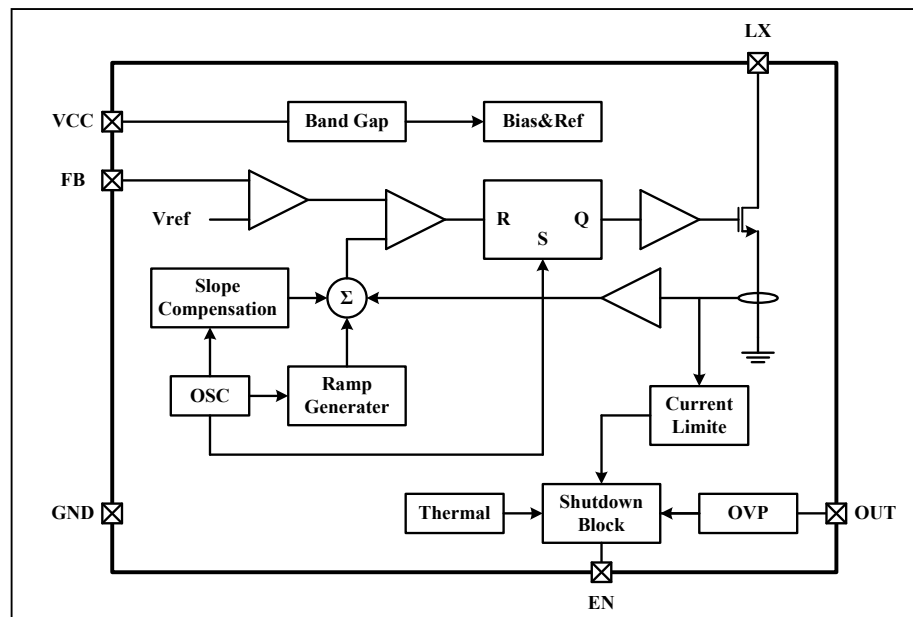 LX
VCC
Band Gap
Bias&Ref
FB
Vref
R
Q
S
Slope
Compensation
Σ
OSC
Ramp
Generater
Current
Limite
GND
Thermal
Shutdown
Block
OVP
OUT
EN